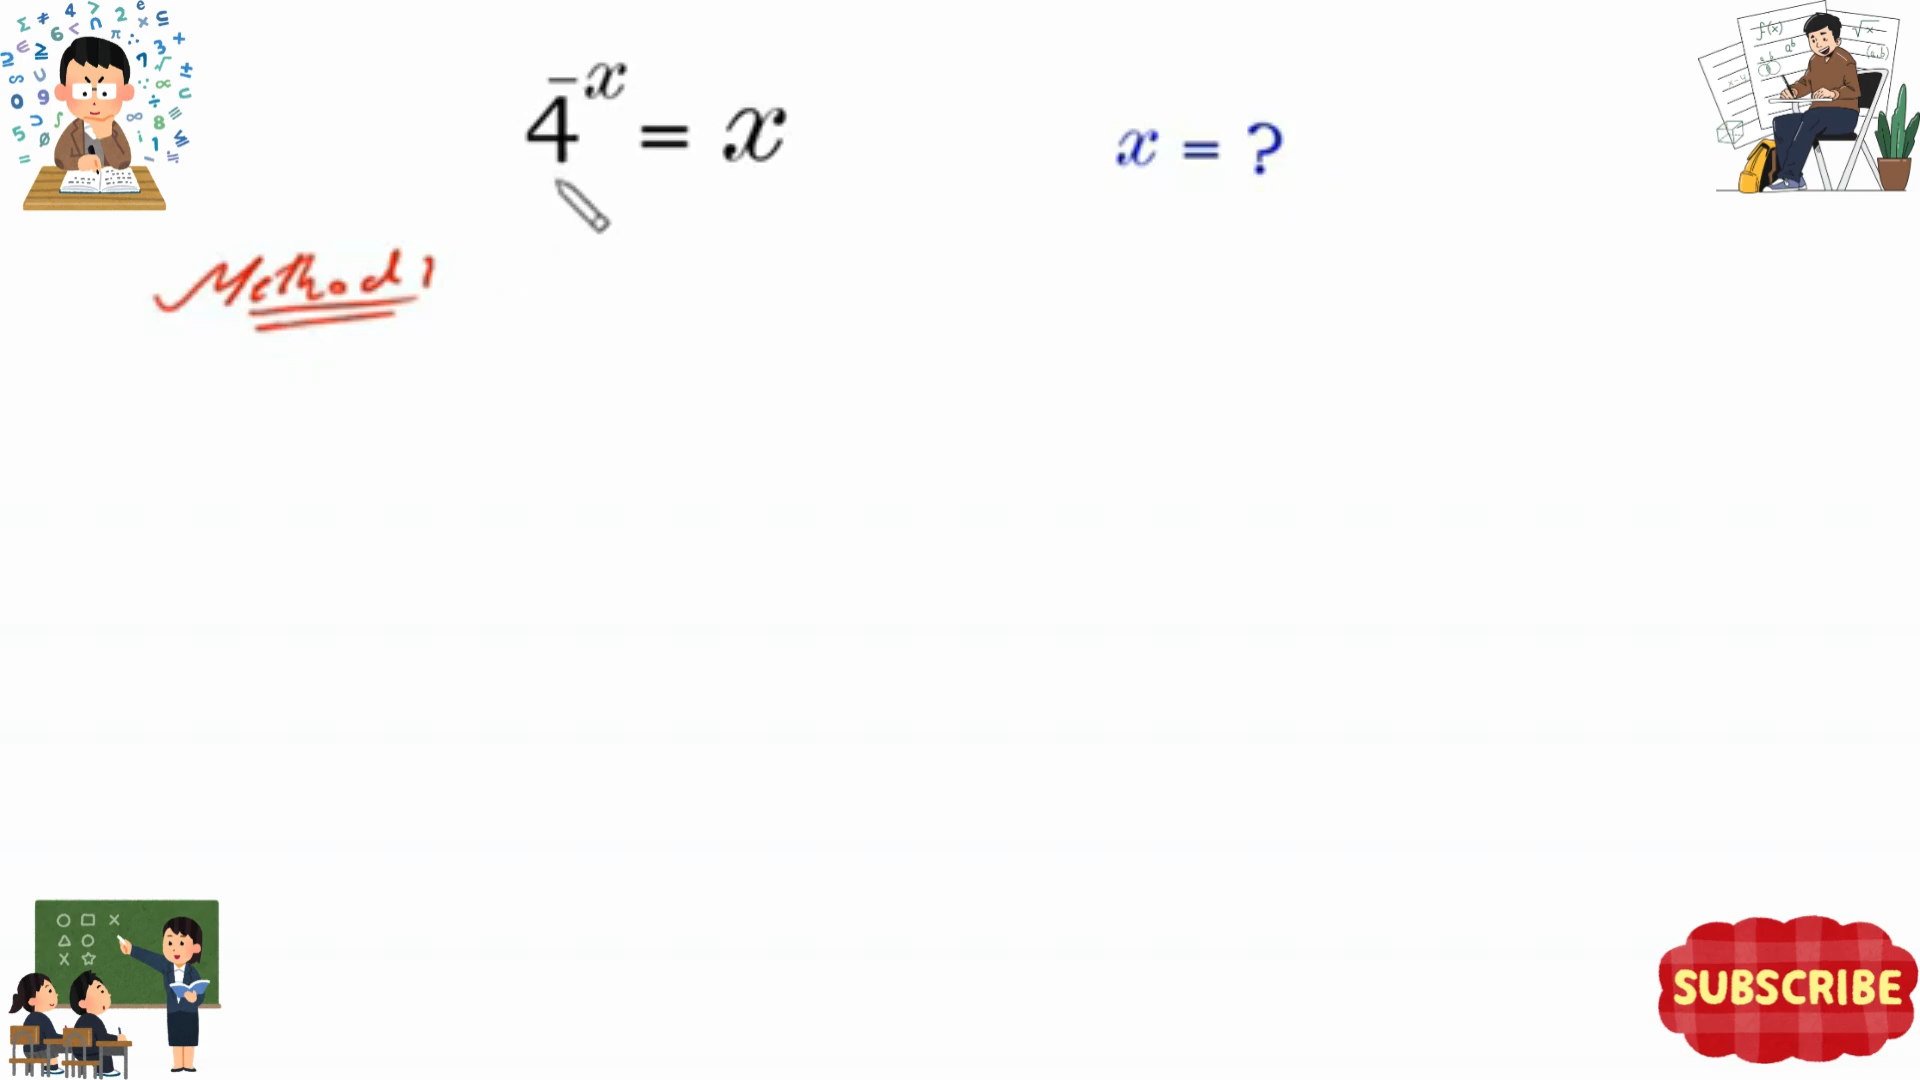 4^{-x} = x
x = ?
Method 1
SUBSCRIBE